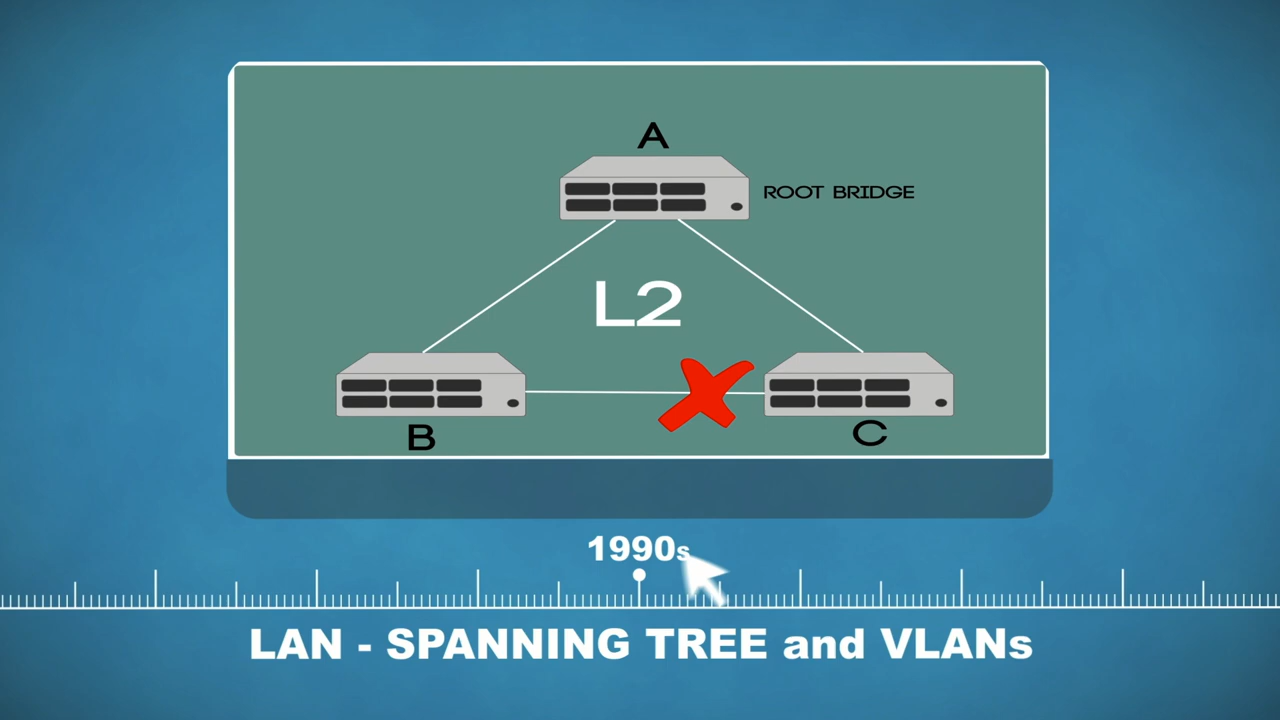 A
ROOT BRIDGE
L2
B
C
1990s
LAN - SPANNING TREE and VLANs